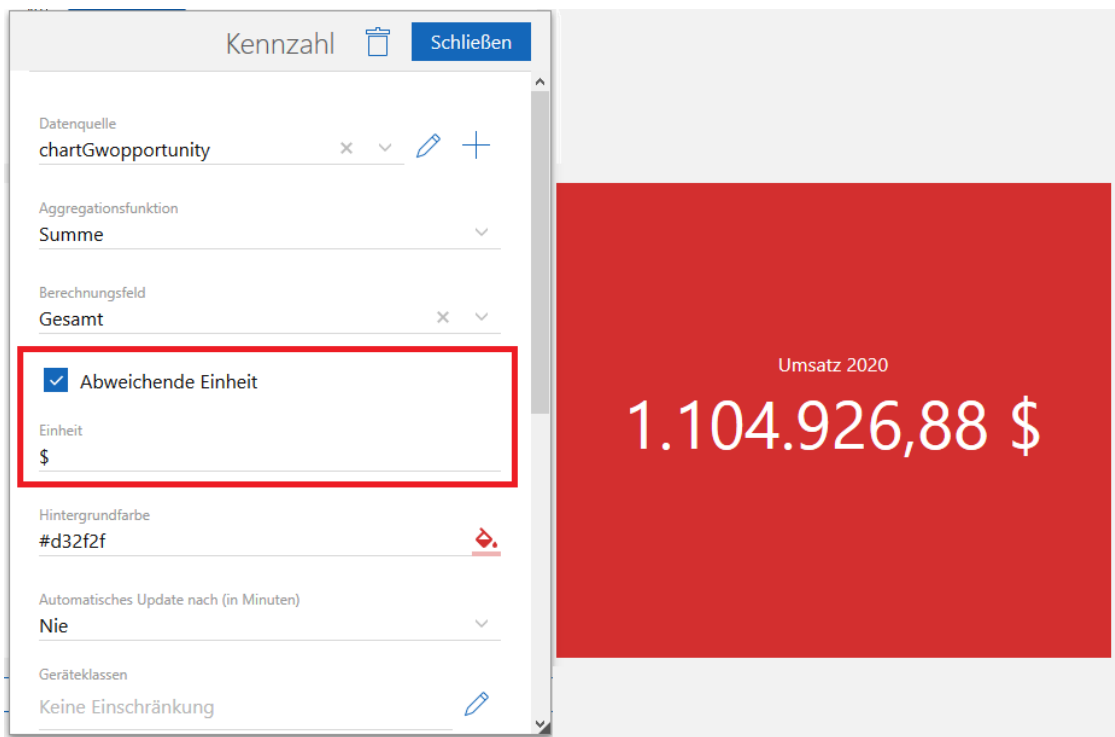 Kennzahl
Schließen
Datenquelle
chartGwopportunity
Aggregationsfunktion
Summe
Berechnungsfeld
Gesamt
Abweichende Einheit
Einheit
$
Hintergrundfarbe
#d32f2f
Automatisches Update nach (in Minuten)
Nie
Geräteklassen
Keine Einschränkung
Umsatz 2020
1.104.926,88 $